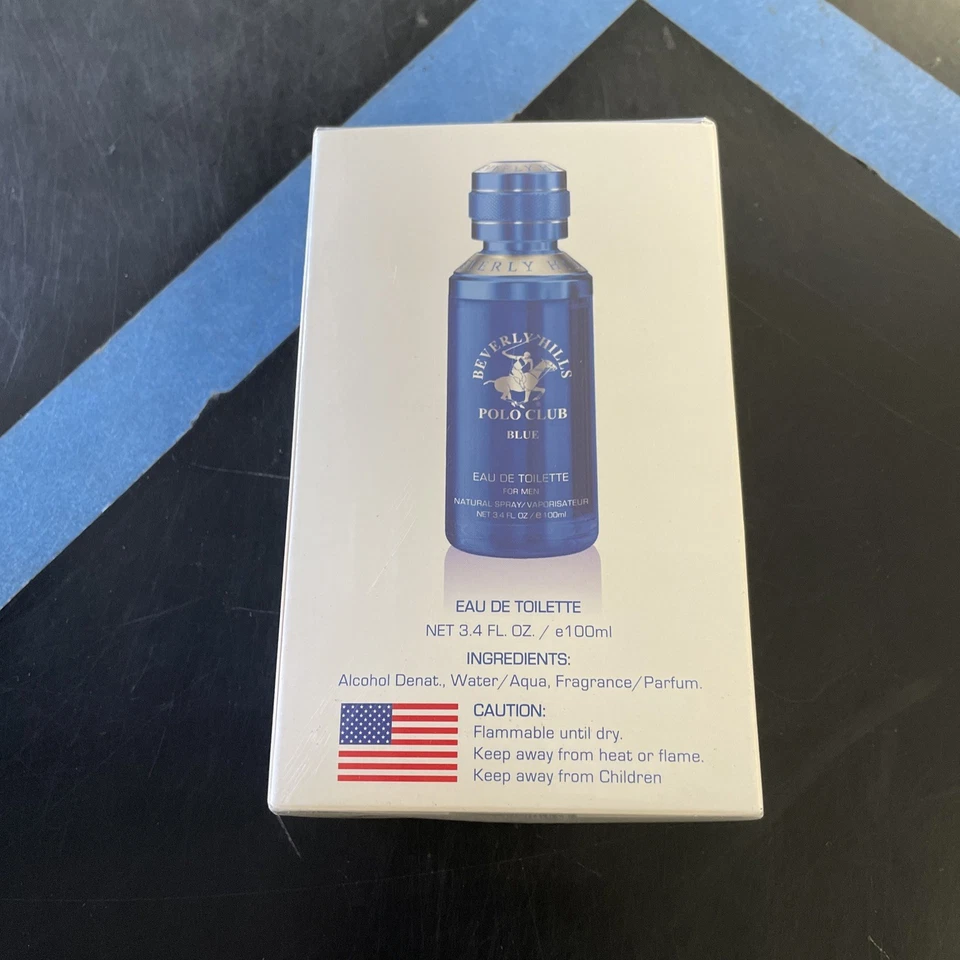 ERLY H
BEVERLY HILLS
POLO CLUB
BLUE
EAU DE TOILETTE
FOR MEN
NATURAL SPRAY/VAPORISATEUR
NET 3.4 FL. OZ / e 100ml
EAU DE TOILETTE
NET 3.4 FL. OZ. / e100ml
INGREDIENTS:
Alcohol Denat., Water/Aqua, Fragrance/Parfum.
CAUTION:
Flammable until dry.
Keep away from heat or flame.
Keep away from Children